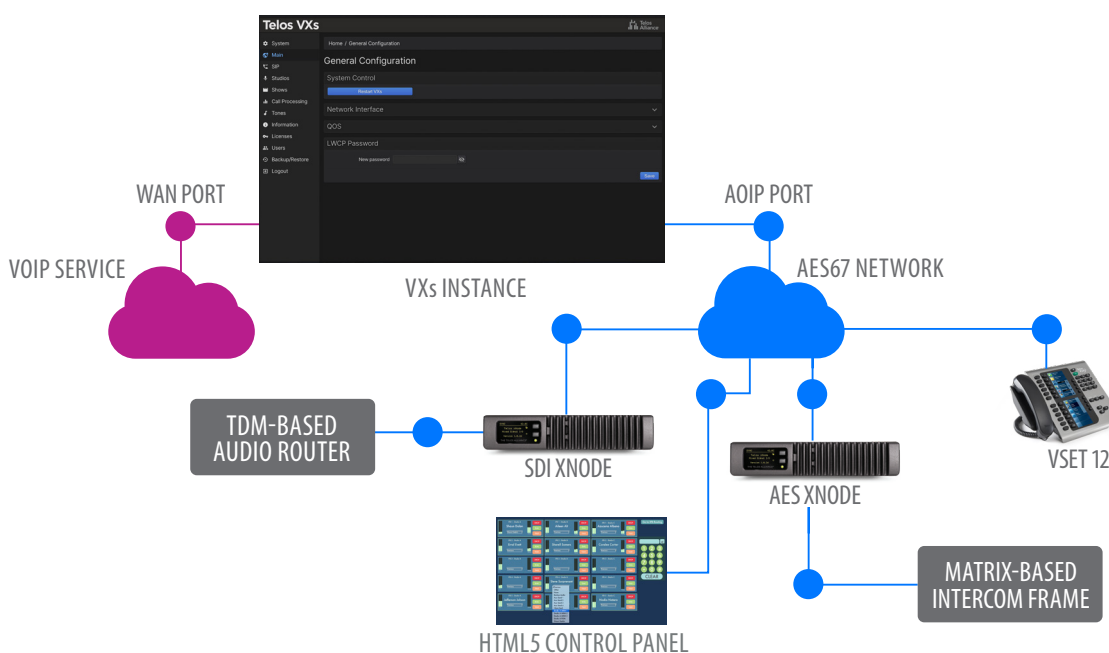 Telos VXs
Telos
Alliance
System
Main
SIP
Studios
Shows
Call Processing
Tones
Information
Licenses
Users
Backup/Restore
Logout
Home / General Configuration
General Configuration
System Control
Restart VXs
Network Interface
QOS
LWCP Password
New password
Save
WAN PORT
AOIP PORT
VOIP SERVICE
VXs INSTANCE
AES67 NETWORK
TDM-BASED
AUDIO ROUTER
SDI XNODE
AES XNODE
VSET 12
CLEAR
HTML5 CONTROL PANEL
MATRIX-BASED
INTERCOM FRAME